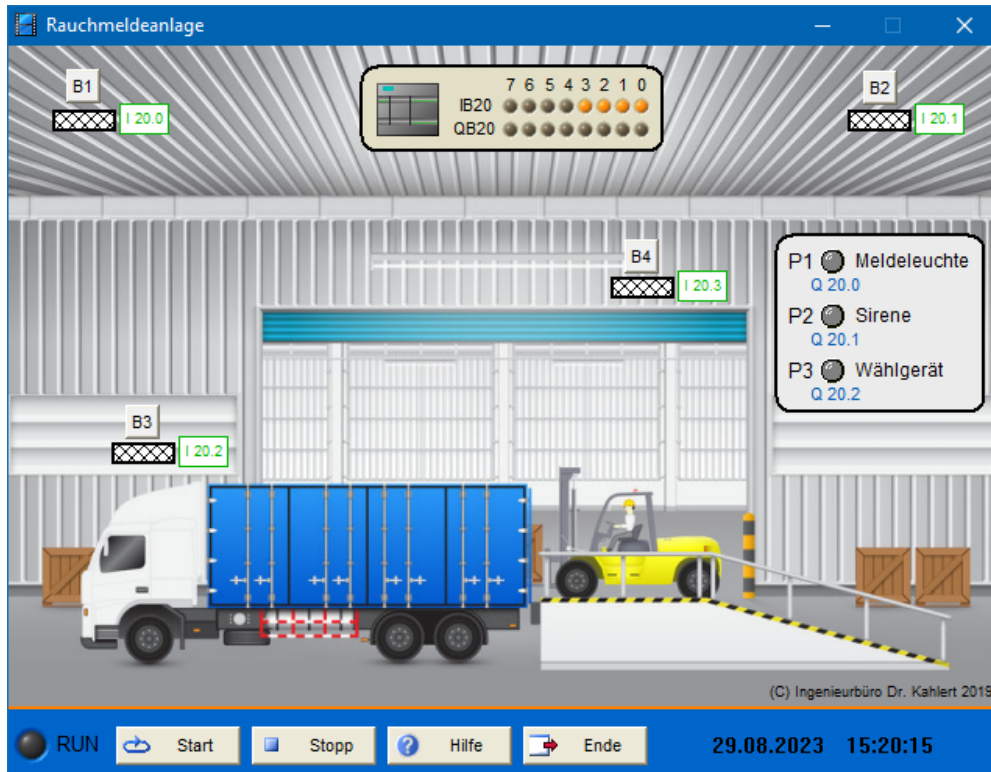 Rauchmeldeanlage
B1
I 20.0
7 6 5 4 3 2 1 0
IB20
QB20
B2
I 20.1
B4
I 20.3
P1 Meldeleuchte
Q 20.0
P2 Sirene
Q 20.1
P3 Wählgerät
Q 20.2
B3
I 20.2
(C) Ingenieurbüro Dr. Kahlert 2019
RUN Start Stopp Hilfe Ende 29.08.2023 15:20:15